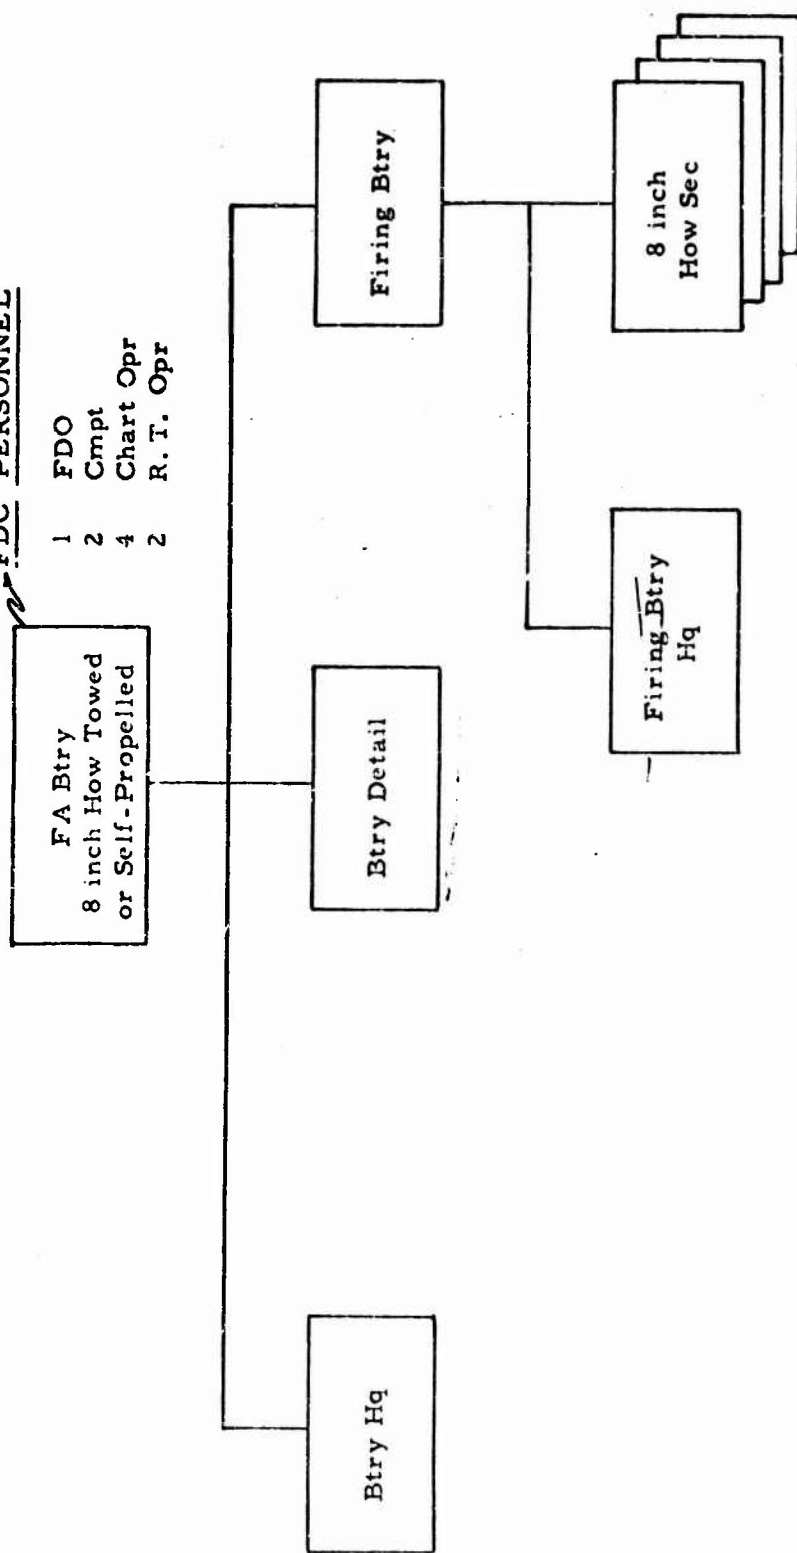 FDC PERSONNEL
1 FDO
2 Cmpt
4 Chart Opr
2 R. T. Opr
FA Btry
8 inch How Towed
or Self-Propelled
Btry Hq
Btry Detail
Firing Btry
Firing Btry
Hq
8 inch
How Sec